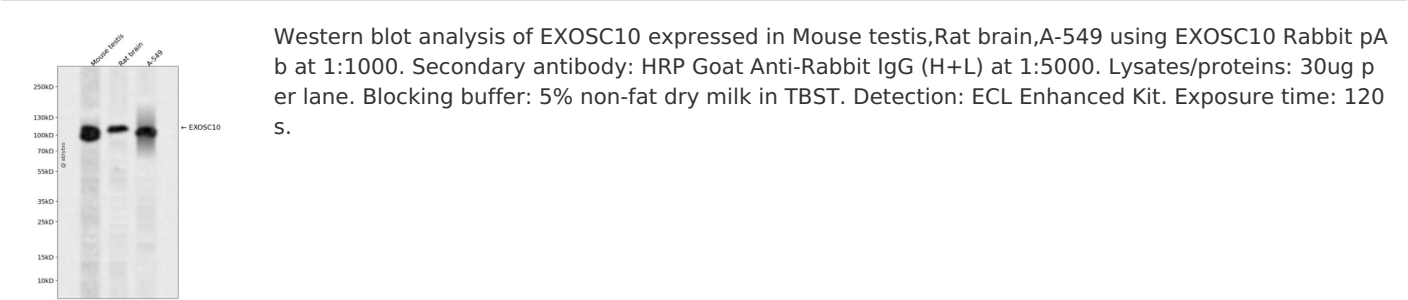 Mouse testis
Rat brain
A-549
250kD
130kD
100kD
70kD
55kD
35kD
25kD
15kD
10kD
← EXOSC10
@ abybio
Western blot analysis of EXOSC10 expressed in Mouse testis,Rat brain,A-549 using EXOSC10 Rabbit pA
b at 1:1000. Secondary antibody: HRP Goat Anti-Rabbit IgG (H+L) at 1:5000. Lysates/proteins: 30ug p
er lane. Blocking buffer: 5% non-fat dry milk in TBST. Detection: ECL Enhanced Kit. Exposure time: 120
s.